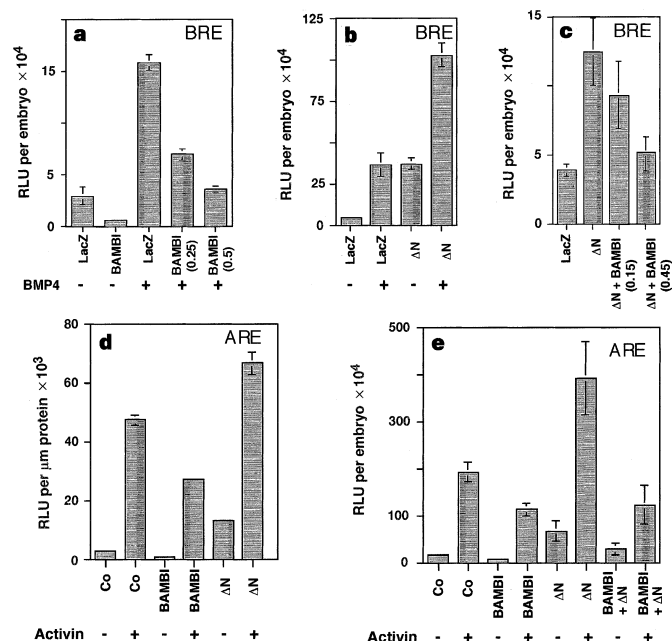 a
BRE
RLU per embryo ×10⁴
15
5
0
LacZ
BAMBI
LacZ
BAMBI (0.25)
BAMBI (0.5)
BMP4 - - + + +
b
BRE
RLU per embryo ×10⁴
125
75
25
0
LacZ
LacZ
ΔN
ΔN
- + - +
c
BRE
RLU per embryo ×10⁴
15
5
0
LacZ
ΔN
ΔN + BAMBI (0.15)
ΔN + BAMBI (0.45)
d
ARE
RLU per μm protein ×10³
80
60
40
20
0
Co
Co
BAMBI
BAMBI
ΔN
ΔN
Activin - + - + - +
e
ARE
RLU per embryo ×10⁴
500
300
100
0
Co
Co
BAMBI
BAMBI
ΔN
ΔN
BAMBI + ΔN
BAMBI + ΔN
Activin - + - + - + - +